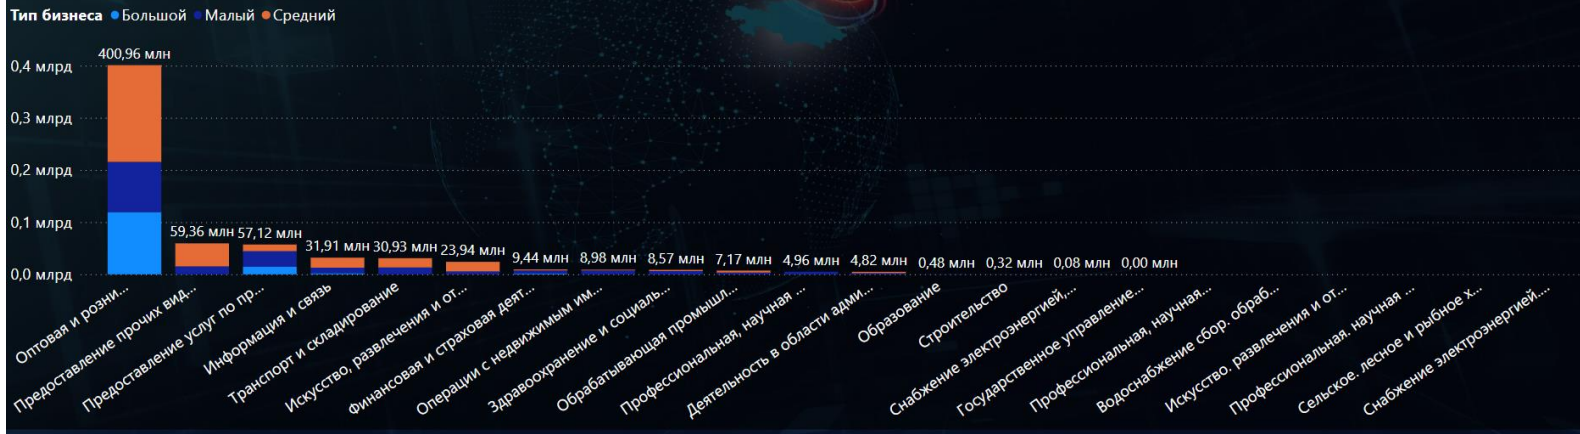 Тип бизнеса Большой Малый Средний
400,96 млн
0,4 млрд
0,3 млрд
0,2 млрд
0,1 млрд
0,0 млрд
59,36 млн 57,12 млн 31,91 млн 30,93 млн 23,94 млн 9,44 млн 8,98 млн 8,57 млн 7,17 млн 4,96 млн 4,82 млн 0,48 млн 0,32 млн 0,08 млн 0,00 млн
Оптовая и розни...
Предоставление прочих вид...
Предоставление услуг по пр...
Информация и связь
Транспорт и складирование
Искусство, развлечения и от...
Финансовая и страховая деят...
Операции с недвижимым им...
Здравоохранение и социаль...
Обрабатывающая промышл...
Профессиональная, научная ...
Деятельность в области адми...
Образование
Строительство
Снабжение электроэнергией,...
Государственное управление...
Профессиональная, научная...
Водоснабжение сбор. обраб...
Искусство. развлечения и от...
Профессиональная. научная ...
Сельское. лесное и рыбное х...
Снабжение электроэнергией....